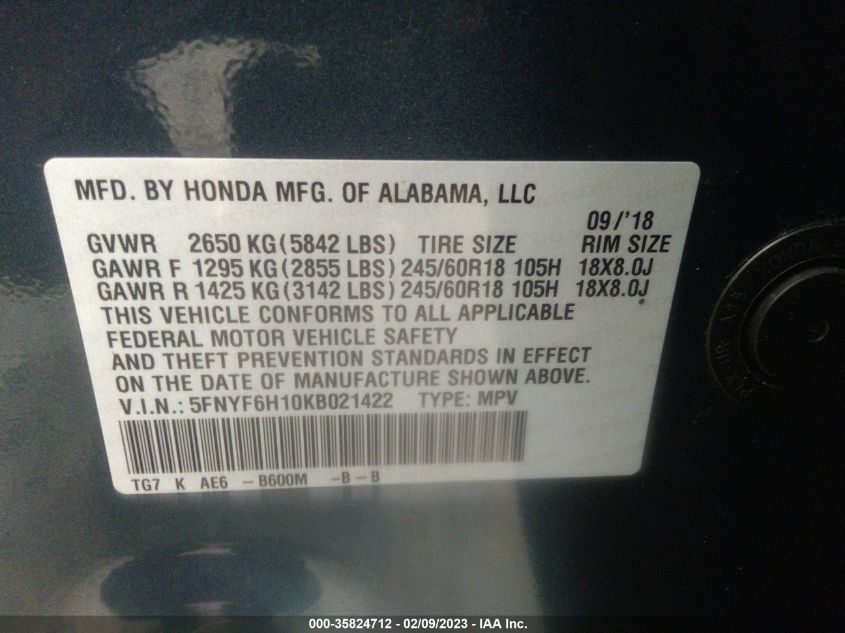 MFD. BY HONDA MFG. OF ALABAMA, LLC
09/'18
GVWR 2650 KG(5842 LBS) TIRE SIZE RIM SIZE
GAWR F 1295 KG(2855 LBS) 245/60R18 105H 18X8.0J
GAWR R 1425 KG(3142 LBS) 245/60R18 105H 18X8.0J
THIS VEHICLE CONFORMS TO ALL APPLICABLE
FEDERAL MOTOR VEHICLE SAFETY
AND THEFT PREVENTION STANDARDS IN EFFECT
ON THE DATE OF MANUFACTURE SHOWN ABOVE.
V.I.N.: 5FNYF6H10KB021422 TYPE: MPV
TG7 K AE6 -B600M -B-B
HONDA
000-35824712 - 02/09/2023 - IAA Inc.